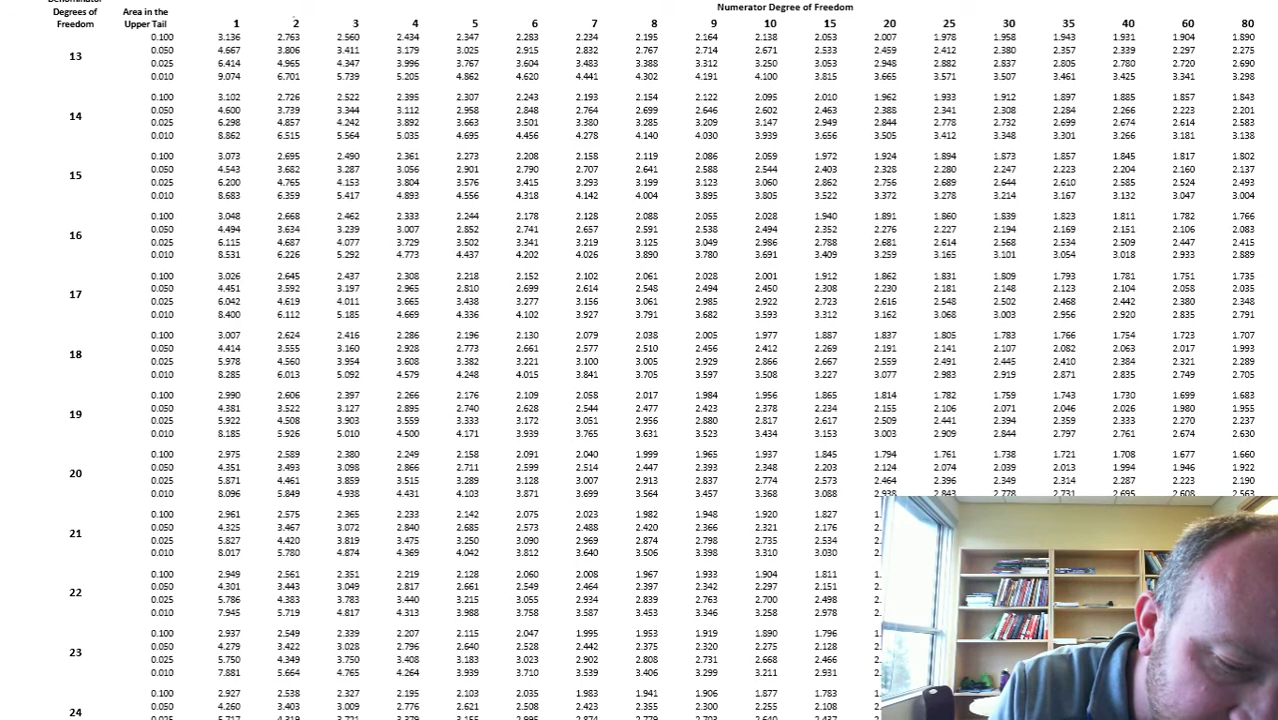 Numerator Degree of Freedom
Degrees of Area in the
Freedom Upper Tail 1 2 3 4 5 6 7 8 9 10 15 20 25 30 35 40 60 80
0.100 3.136 2.763 2.560 2.434 2.347 2.283 2.234 2.195 2.164 2.138 2.053 2.007 1.978 1.958 1.943 1.931 1.904 1.890
0.050 4.667 3.806 3.411 3.179 3.025 2.915 2.832 2.767 2.714 2.671 2.533 2.459 2.412 2.380 2.357 2.339 2.297 2.275
13
0.025 6.414 4.965 4.347 3.996 3.767 3.604 3.483 3.388 3.312 3.250 3.053 2.948 2.882 2.837 2.805 2.780 2.720 2.690
0.010 9.074 6.701 5.739 5.205 4.862 4.620 4.441 4.302 4.191 4.100 3.815 3.665 3.571 3.507 3.461 3.425 3.341 3.298
0.100 3.102 2.726 2.522 2.395 2.307 2.243 2.193 2.154 2.122 2.095 2.010 1.962 1.933 1.912 1.897 1.885 1.857 1.843
0.050 4.600 3.739 3.344 3.112 2.958 2.848 2.764 2.699 2.646 2.602 2.463 2.388 2.341 2.308 2.284 2.266 2.223 2.201
14
0.025 6.298 4.857 4.242 3.892 3.663 3.501 3.380 3.285 3.209 3.147 2.949 2.844 2.778 2.732 2.699 2.674 2.614 2.583
0.010 8.862 6.515 5.564 5.035 4.695 4.456 4.278 4.140 4.030 3.939 3.656 3.505 3.412 3.348 3.301 3.266 3.181 3.138
0.100 3.073 2.695 2.490 2.361 2.273 2.208 2.158 2.119 2.086 2.059 1.972 1.924 1.894 1.873 1.857 1.845 1.817 1.802
0.050 4.543 3.682 3.287 3.056 2.901 2.790 2.707 2.641 2.588 2.544 2.403 2.328 2.280 2.247 2.223 2.204 2.160 2.137
15
0.025 6.200 4.765 4.153 3.804 3.576 3.415 3.293 3.199 3.123 3.060 2.862 2.756 2.689 2.644 2.610 2.585 2.524 2.493
0.010 8.683 6.359 5.417 4.893 4.556 4.318 4.142 4.004 3.895 3.805 3.522 3.372 3.278 3.214 3.167 3.132 3.047 3.004
0.100 3.048 2.668 2.462 2.333 2.244 2.178 2.128 2.088 2.055 2.028 1.940 1.891 1.860 1.839 1.823 1.811 1.782 1.766
0.050 4.494 3.634 3.239 3.007 2.852 2.741 2.657 2.591 2.538 2.494 2.352 2.276 2.227 2.194 2.169 2.151 2.106 2.083
16
0.025 6.115 4.687 4.077 3.729 3.502 3.341 3.219 3.125 3.049 2.986 2.788 2.681 2.614 2.568 2.534 2.509 2.447 2.415
0.010 8.531 6.226 5.292 4.773 4.437 4.202 4.026 3.890 3.780 3.691 3.409 3.259 3.165 3.101 3.054 3.018 2.933 2.889
0.100 3.026 2.645 2.437 2.308 2.218 2.152 2.102 2.061 2.028 2.001 1.912 1.862 1.831 1.809 1.793 1.781 1.751 1.735
0.050 4.451 3.592 3.197 2.965 2.810 2.699 2.614 2.548 2.494 2.450 2.308 2.230 2.181 2.148 2.123 2.104 2.058 2.035
17
0.025 6.042 4.619 4.011 3.665 3.438 3.277 3.156 3.061 2.985 2.922 2.723 2.616 2.548 2.502 2.468 2.442 2.380 2.348
0.010 8.400 6.112 5.185 4.669 4.336 4.102 3.927 3.791 3.682 3.593 3.312 3.162 3.068 3.003 2.956 2.920 2.835 2.791
0.100 3.007 2.624 2.416 2.286 2.196 2.130 2.079 2.038 2.005 1.977 1.887 1.837 1.805 1.783 1.766 1.754 1.723 1.707
0.050 4.414 3.555 3.160 2.928 2.773 2.661 2.577 2.510 2.456 2.412 2.269 2.191 2.141 2.107 2.082 2.063 2.017 1.993
18
0.025 5.978 4.560 3.954 3.608 3.382 3.221 3.100 3.005 2.929 2.866 2.667 2.559 2.491 2.445 2.410 2.384 2.321 2.289
0.010 8.285 6.013 5.092 4.579 4.248 4.015 3.841 3.705 3.597 3.508 3.227 3.077 2.983 2.919 2.871 2.835 2.749 2.705
0.100 2.990 2.606 2.397 2.266 2.176 2.109 2.058 2.017 1.984 1.956 1.865 1.814 1.782 1.759 1.743 1.730 1.699 1.683
0.050 4.381 3.522 3.127 2.895 2.740 2.628 2.544 2.477 2.423 2.378 2.234 2.155 2.106 2.071 2.046 2.026 1.980 1.955
19
0.025 5.922 4.508 3.903 3.559 3.333 3.172 3.051 2.956 2.880 2.817 2.617 2.509 2.441 2.394 2.359 2.333 2.270 2.237
0.010 8.185 5.926 5.010 4.500 4.171 3.939 3.765 3.631 3.523 3.434 3.153 3.003 2.909 2.844 2.797 2.761 2.674 2.630
0.100 2.975 2.589 2.380 2.249 2.158 2.091 2.040 1.999 1.965 1.937 1.845 1.794 1.761 1.738 1.721 1.708 1.677 1.660
0.050 4.351 3.493 3.098 2.866 2.711 2.599 2.514 2.447 2.393 2.348 2.203 2.124 2.074 2.039 2.013 1.994 1.946 1.922
20
0.025 5.871 4.461 3.859 3.515 3.289 3.128 3.007 2.913 2.837 2.774 2.573 2.464 2.396 2.349 2.314 2.287 2.223 2.190
0.010 8.096 5.849 4.938 4.431 4.103 3.871 3.699 3.564 3.457 3.368 3.088 2.938 2.843 2.778 2.731 2.695 2.608 2.563
0.100 2.961 2.575 2.365 2.233 2.142 2.075 2.023 1.982 1.948 1.920 1.827 1.
0.050 4.325 3.467 3.072 2.840 2.685 2.573 2.488 2.420 2.366 2.321 2.176 2.
21
0.025 5.827 4.420 3.819 3.475 3.250 3.090 2.969 2.874 2.798 2.735 2.534 2.
0.010 8.017 5.780 4.874 4.369 4.042 3.812 3.640 3.506 3.398 3.310 3.030 2.
0.100 2.949 2.561 2.351 2.219 2.128 2.060 2.008 1.967 1.933 1.904 1.811 1.
0.050 4.301 3.443 3.049 2.817 2.661 2.549 2.464 2.397 2.342 2.297 2.151 2.
22
0.025 5.786 4.383 3.783 3.440 3.215 3.055 2.934 2.839 2.763 2.700 2.498 2.
0.010 7.945 5.719 4.817 4.313 3.988 3.758 3.587 3.453 3.346 3.258 2.978 2.
0.100 2.937 2.549 2.339 2.207 2.115 2.047 1.995 1.953 1.919 1.890 1.796 1.
0.050 4.279 3.422 3.028 2.796 2.640 2.528 2.442 2.375 2.320 2.275 2.128 2.
23
0.025 5.750 4.349 3.750 3.408 3.183 3.023 2.902 2.808 2.731 2.668 2.466 2.
0.010 7.881 5.664 4.765 4.264 3.939 3.710 3.539 3.406 3.299 3.211 2.931 2.
0.100 2.927 2.538 2.327 2.195 2.103 2.035 1.983 1.941 1.906 1.877 1.783 1.
0.050 4.260 3.403 3.009 2.776 2.621 2.508 2.423 2.355 2.300 2.255 2.108 2.
24